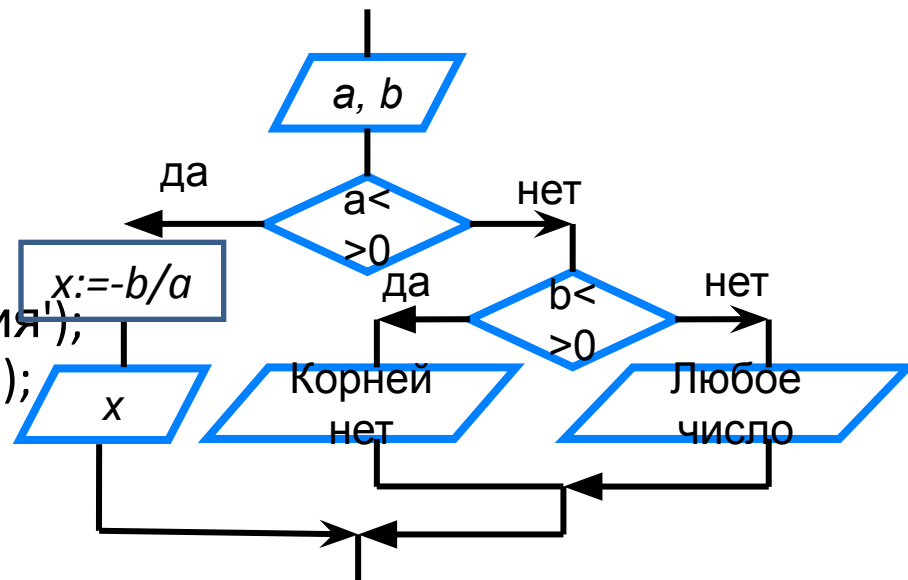 a, b
да
нет
a<
>0
x:=-b/a
да
b<
>0
нет
ия');
);
x
Корней
нет
Любое
число